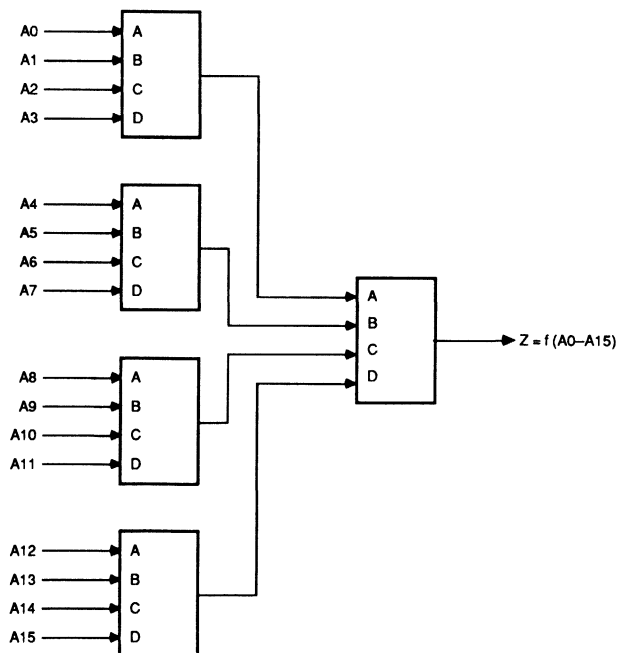 A0 A
A1 B
A2 C
A3 D
A4 A
A5 B
A6 C
A7 D
A
B
C
D
Z = f (A0–A15)
A8 A
A9 B
A10 C
A11 D
A12 A
A13 B
A14 C
A15 D